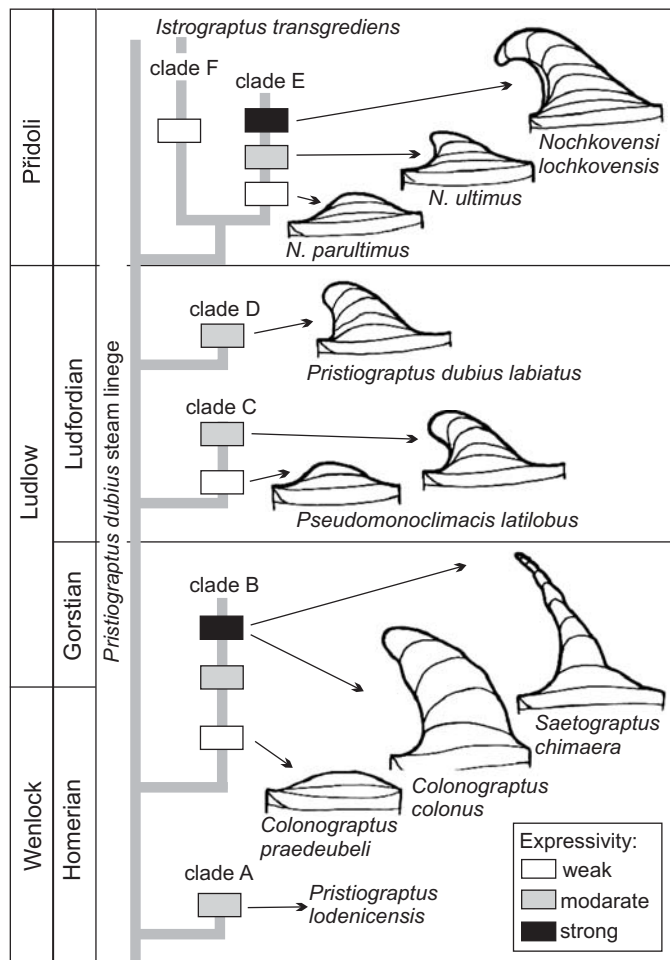 Istrograptus transgrediens
clade F
clade E
Nochkovensi
lochkovensis
N. ultimus
N. parultimus
Přidoli
clade D
Pristiograptus dubius labiatus
clade C
Pseudomonoclimacis latilobus
Ludlow
Ludfordian
Gorstian
Pristiograptus dubius steam linege
clade B
Saetograptus
chimaera
Colonograptus
colonus
Colonograptus
praedeubeli
Wenlock
Homerian
clade A
Pristiograptus
lodenicensis
Expressivity:
weak
modarate
strong